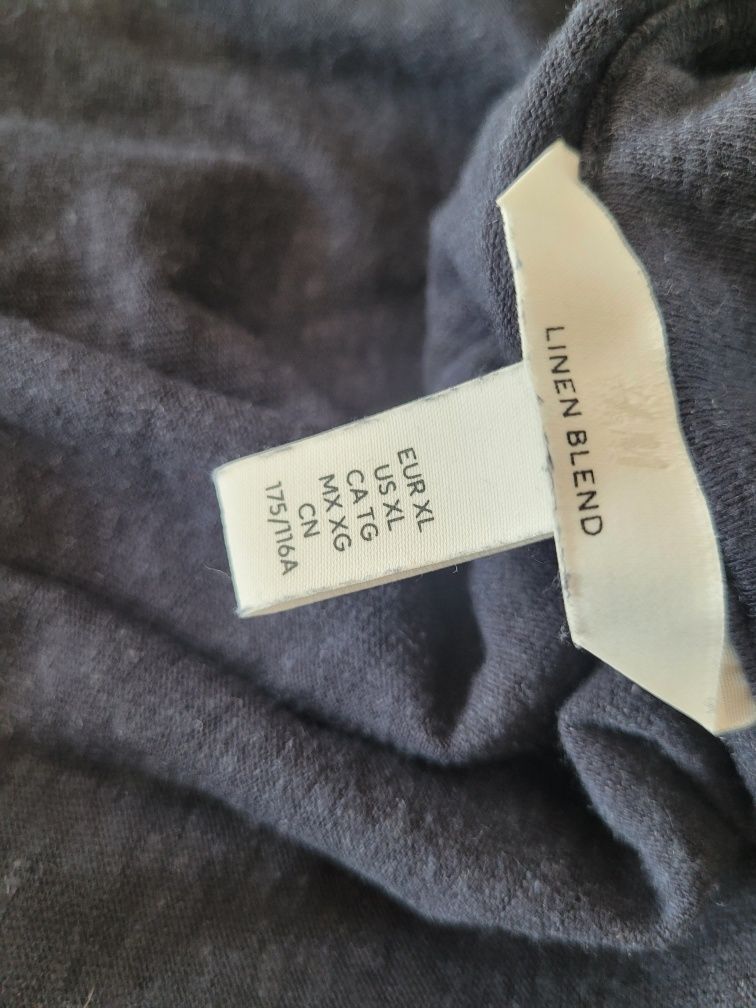 LINEN BLEND
EUR XL
US XL
CA TG
MX XG
CN
175/116A